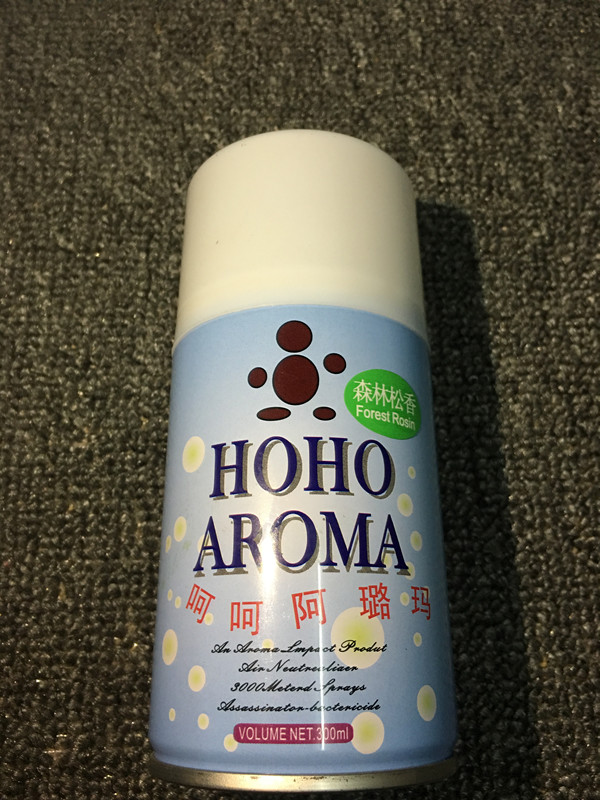 森林松香
Forest Rosin
HOHO
AROMA
呵呵阿璐玛
An Aroma Lmpact Produt
Air Neutrealiaer
3000Meterd Sprays
Assassinator-bactericide
VOLUME NET.300ml